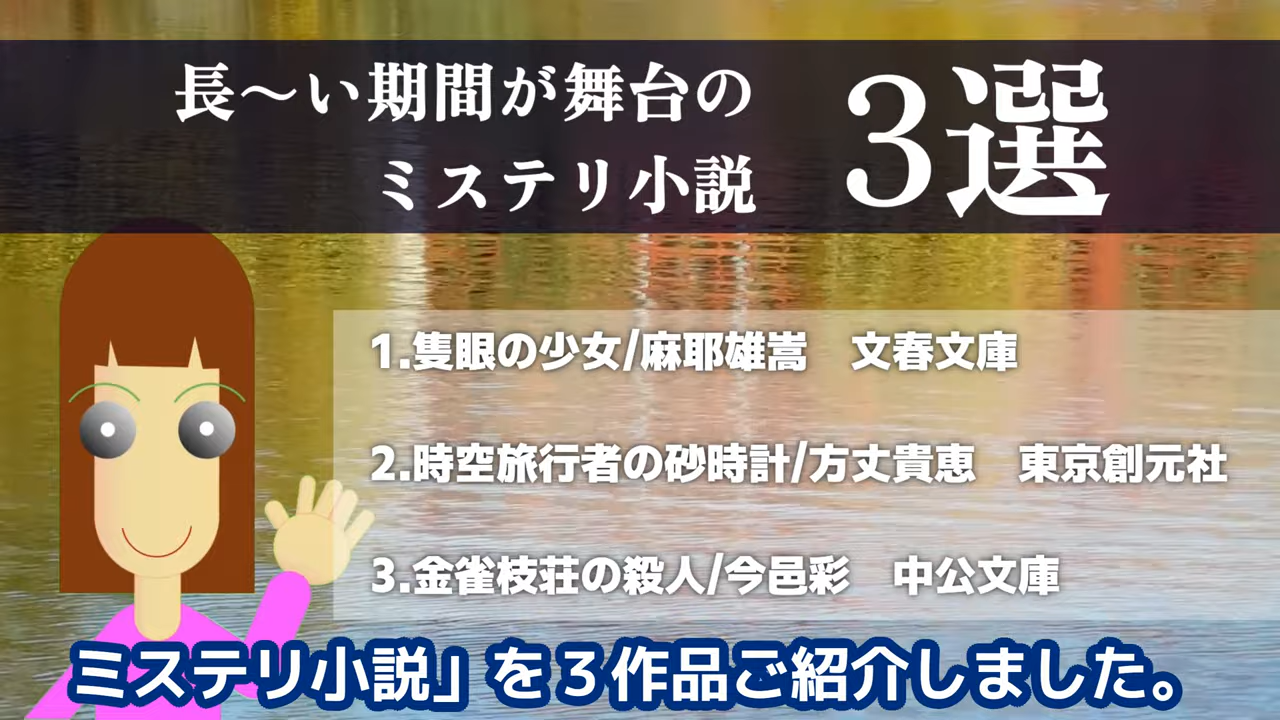 長～い期間が舞台の
ミステリ小説
3選
1.隻眼の少女/麻耶雄嵩　文春文庫
2.時空旅行者の砂時計/方丈貴恵　東京創元社
3.金雀枝荘の殺人/今邑彩　中公文庫
ミステリ小説」を３作品ご紹介しました。